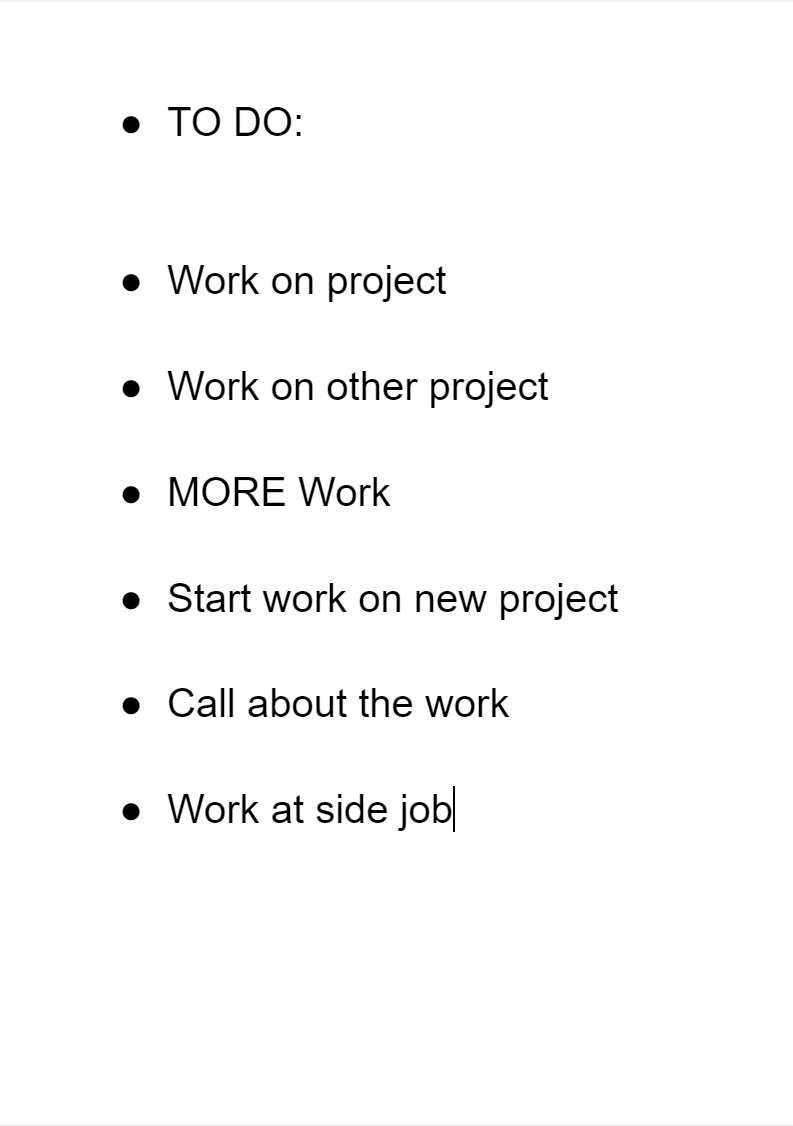 ● TO DO:
● Work on project
● Work on other project
● MORE Work
● Start work on new project
● Call about the work
● Work at side job